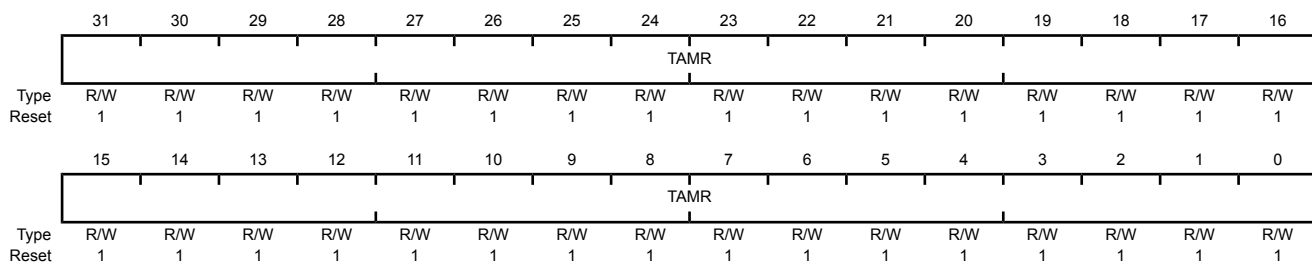 31 30 29 28 27 26 25 24 23 22 21 20 19 18 17 16
TAMR
Type R/W R/W R/W R/W R/W R/W R/W R/W R/W R/W R/W R/W R/W R/W R/W R/W
Reset 1 1 1 1 1 1 1 1 1 1 1 1 1 1 1 1
15 14 13 12 11 10 9 8 7 6 5 4 3 2 1 0
TAMR
Type R/W R/W R/W R/W R/W R/W R/W R/W R/W R/W R/W R/W R/W R/W R/W R/W
Reset 1 1 1 1 1 1 1 1 1 1 1 1 1 1 1 1